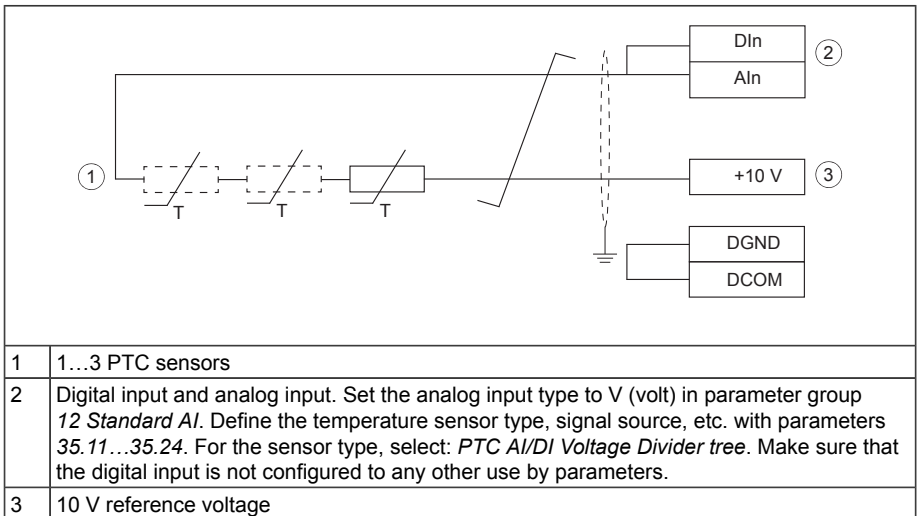 DIn
2
AIn
1
T
T
T
+10 V
3
DGND
DCOM
1 1…3 PTC sensors
2 Digital input and analog input. Set the analog input type to V (volt) in parameter group
12 Standard AI. Define the temperature sensor type, signal source, etc. with parameters
35.11…35.24. For the sensor type, select: PTC AI/DI Voltage Divider tree. Make sure that
the digital input is not configured to any other use by parameters.
3 10 V reference voltage